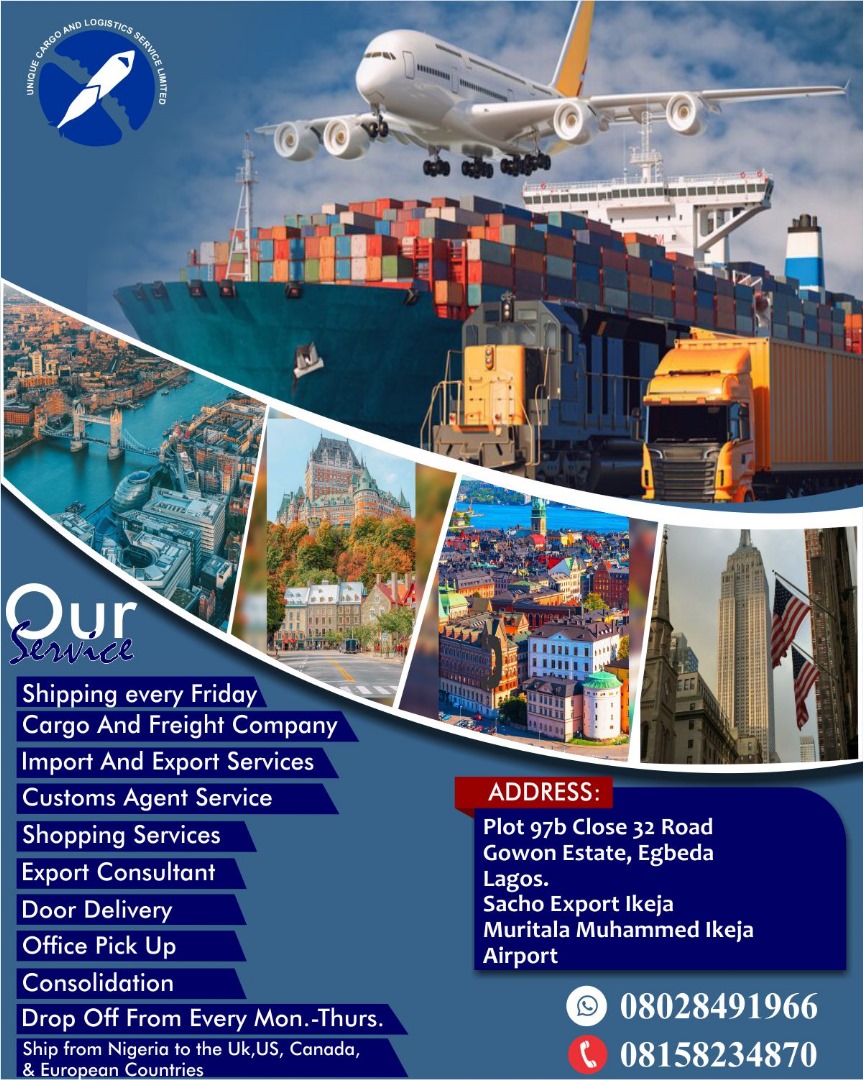 UNIQUE CARGO AND LOGISTICS SERVICE LIMITED
Our
Service
Shipping every Friday
Cargo And Freight Company
Import And Export Services
Customs Agent Service
Shopping Services
Export Consultant
Door Delivery
Office Pick Up
Consolidation
Drop Off From Every Mon.-Thurs.
Ship from Nigeria to the Uk,US, Canada,
& European Countries
ADDRESS:
Plot 97b Close 32 Road
Gowon Estate, Egbeda
Lagos.
Sacho Export Ikeja
Muritala Muhammed Ikeja
Airport
08028491966
08158234870